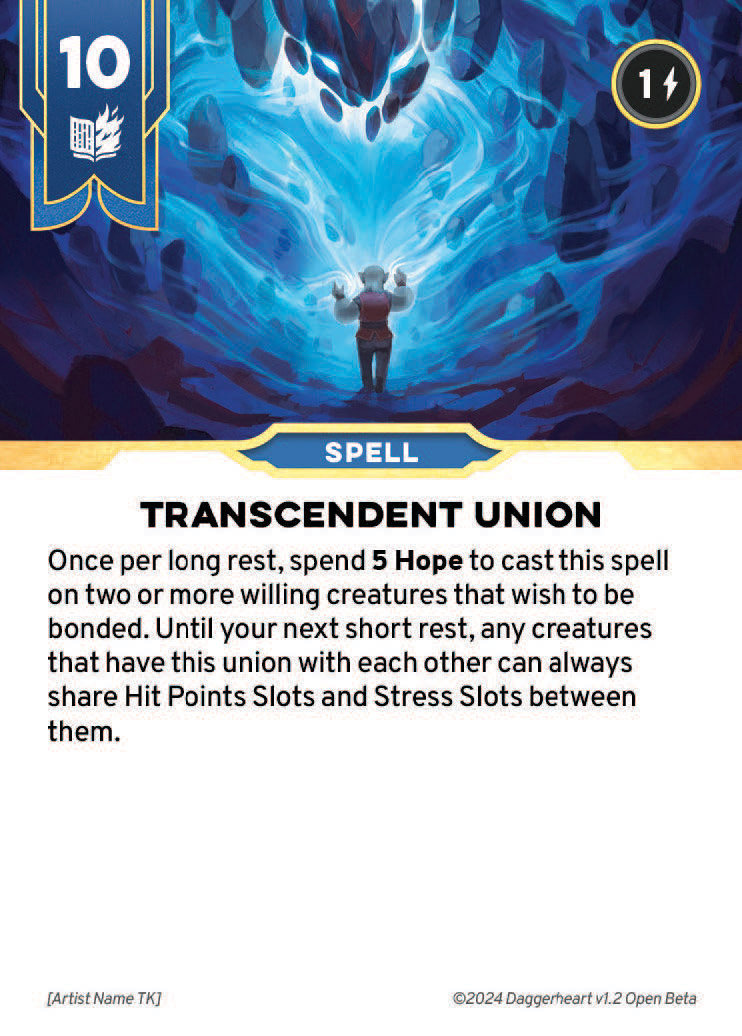 10
1
SPELL
TRANSCENDENT UNION
Once per long rest, spend 5 Hope to cast this spell
on two or more willing creatures that wish to be
bonded. Until your next short rest, any creatures
that have this union with each other can always
share Hit Points Slots and Stress Slots between
them.
[Artist Name TK]
©2024 Daggerheart v1.2 Open Beta